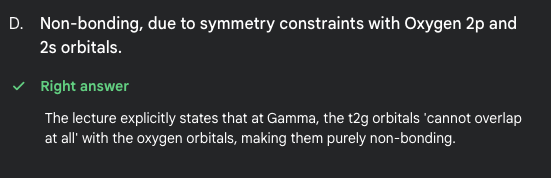 D. Non-bonding, due to symmetry constraints with Oxygen 2p and
2s orbitals.
✓ Right answer
The lecture explicitly states that at Gamma, the t2g orbitals 'cannot overlap
at all' with the oxygen orbitals, making them purely non-bonding.